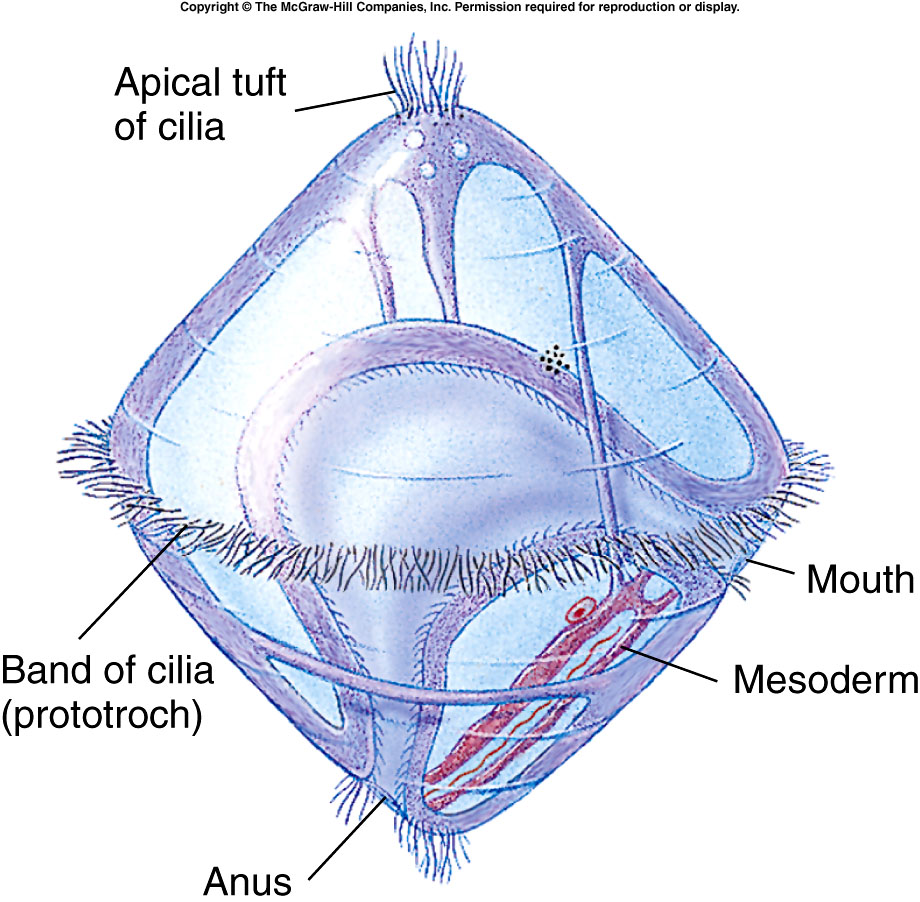 Copyright © The McGraw-Hill Companies, Inc. Permission required for reproduction or display.
Apical tuft
of cilia
Mouth
Band of cilia
(prototroch)
Mesoderm
Anus